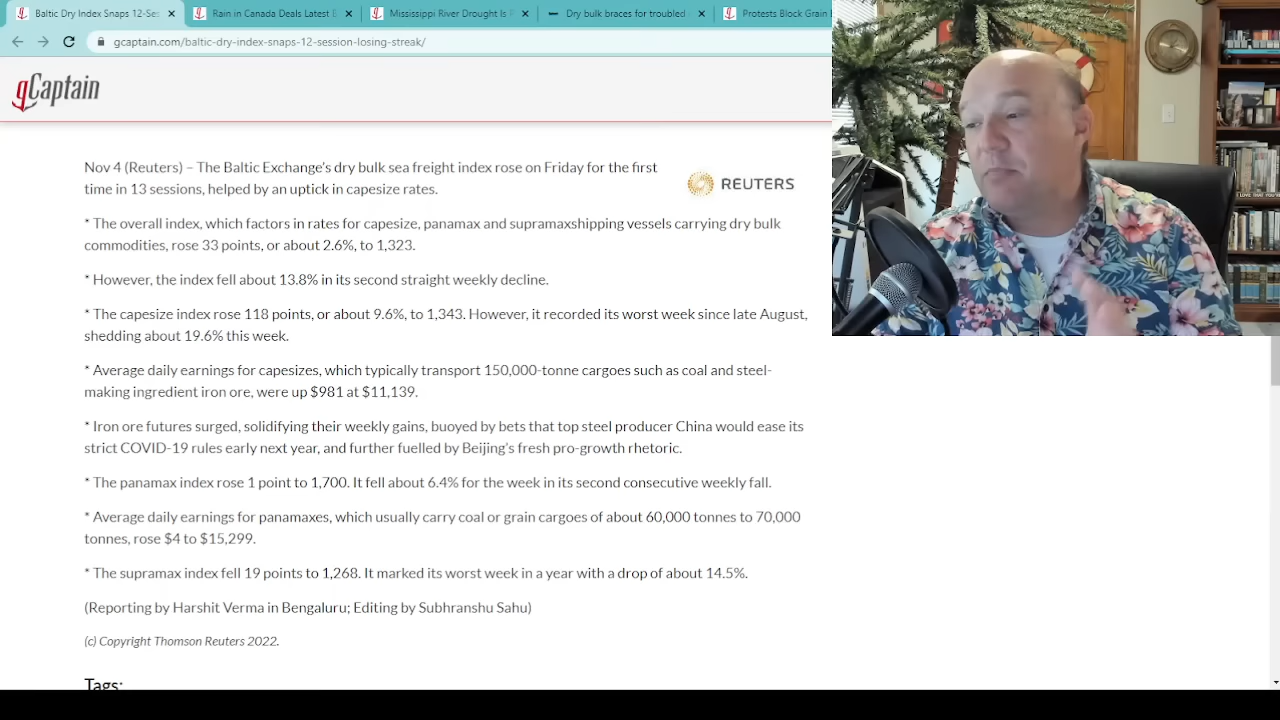 Baltic Dry Index Snaps 12-Ses
Rain in Canada Deals Latest B
Mississippi River Drought Is P
Dry bulk braces for troubled
Protests Block Grain
gcaptain.com/baltic-dry-index-snaps-12-session-losing-streak/
gCaptain
Nov 4 (Reuters) – The Baltic Exchange's dry bulk sea freight index rose on Friday for the first
time in 13 sessions, helped by an uptick in capesize rates.
REUTERS
* The overall index, which factors in rates for capesize, panamax and supramaxshipping vessels carrying dry bulk
commodities, rose 33 points, or about 2.6%, to 1,323.
* However, the index fell about 13.8% in its second straight weekly decline.
* The capesize index rose 118 points, or about 9.6%, to 1,343. However, it recorded its worst week since late August,
shedding about 19.6% this week.
* Average daily earnings for capesizes, which typically transport 150,000-tonne cargoes such as coal and steel-
making ingredient iron ore, were up $981 at $11,139.
* Iron ore futures surged, solidifying their weekly gains, buoyed by bets that top steel producer China would ease its
strict COVID-19 rules early next year, and further fuelled by Beijing's fresh pro-growth rhetoric.
* The panamax index rose 1 point to 1,700. It fell about 6.4% for the week in its second consecutive weekly fall.
* Average daily earnings for panamaxes, which usually carry coal or grain cargoes of about 60,000 tonnes to 70,000
tonnes, rose $4 to $15,299.
* The supramax index fell 19 points to 1,268. It marked its worst week in a year with a drop of about 14.5%.
(Reporting by Harshit Verma in Bengaluru; Editing by Subhranshu Sahu)
(c) Copyright Thomson Reuters 2022.
Tags: